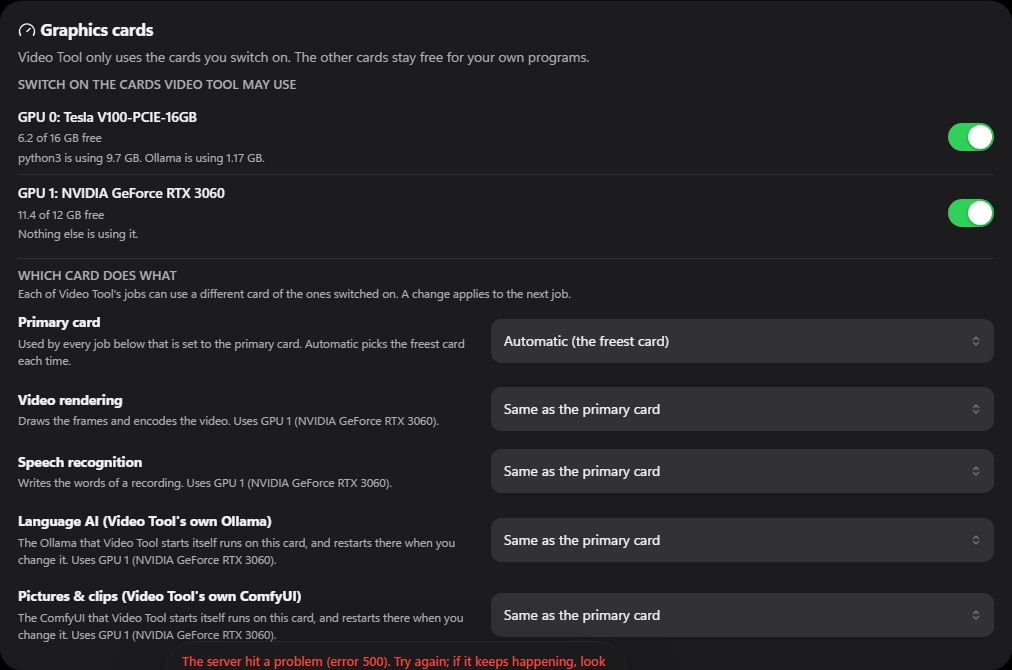 Graphics cards
Video Tool only uses the cards you switch on. The other cards stay free for your own programs.
SWITCH ON THE CARDS VIDEO TOOL MAY USE
GPU 0: Tesla V100-PCIE-16GB
6.2 of 16 GB free
python3 is using 9.7 GB. Ollama is using 1.17 GB.
GPU 1: NVIDIA GeForce RTX 3060
11.4 of 12 GB free
Nothing else is using it.
WHICH CARD DOES WHAT
Each of Video Tool's jobs can use a different card of the ones switched on. A change applies to the next job.
Primary card
Used by every job below that is set to the primary card. Automatic picks the freest card
each time.
Automatic (the freest card)
Video rendering
Draws the frames and encodes the video. Uses GPU 1 (NVIDIA GeForce RTX 3060).
Same as the primary card
Speech recognition
Writes the words of a recording. Uses GPU 1 (NVIDIA GeForce RTX 3060).
Same as the primary card
Language AI (Video Tool's own Ollama)
The Ollama that Video Tool starts itself runs on this card, and restarts there when you
change it. Uses GPU 1 (NVIDIA GeForce RTX 3060).
Same as the primary card
Pictures & clips (Video Tool's own ComfyUI)
The ComfyUI that Video Tool starts itself runs on this card, and restarts there when you
change it. Uses GPU 1 (NVIDIA GeForce RTX 3060).
Same as the primary card
The server hit a problem (error 500). Try again; if it keeps happening, look